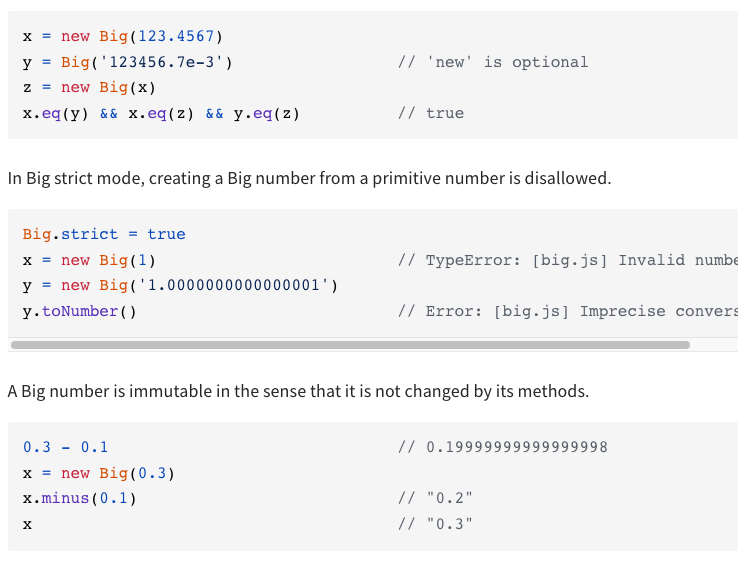 x = new Big(123.4567)
y = Big('123456.7e-3') // 'new' is optional
z = new Big(x)
x.eq(y) && x.eq(z) && y.eq(z) // true
In Big strict mode, creating a Big number from a primitive number is disallowed.
Big.strict = true
x = new Big(1) // TypeError: [big.js] Invalid numbe
y = new Big('1.0000000000000001')
y.toNumber() // Error: [big.js] Imprecise convers
A Big number is immutable in the sense that it is not changed by its methods.
0.3 - 0.1 // 0.19999999999999998
x = new Big(0.3)
x.minus(0.1) // "0.2"
x // "0.3"